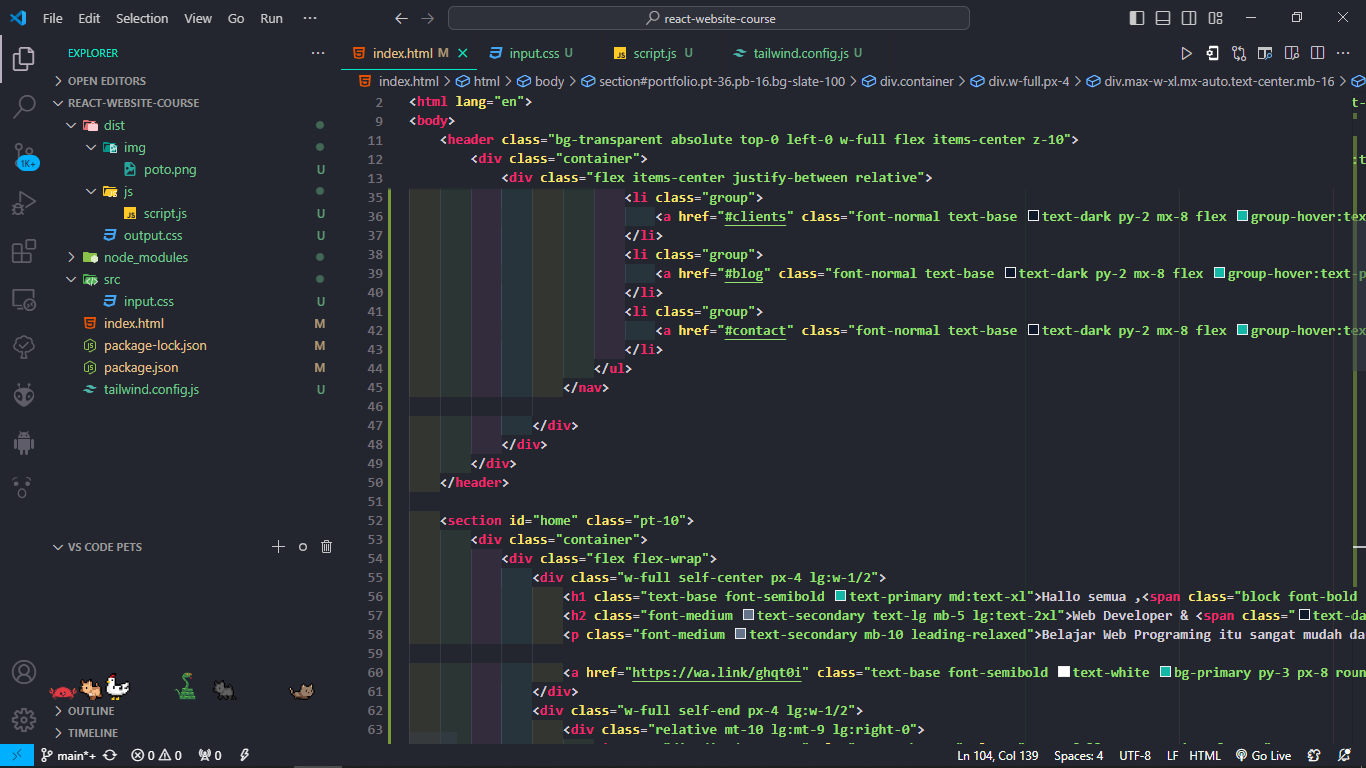 File Edit Selection View Go Run ··· react-website-course
EXPLORER ···
OPEN EDITORS
REACT-WEBSITE-COURSE
dist
img
poto.png U
js
script.js U
output.css U
node_modules
src
input.css U
index.html M
package-lock.json M
package.json M
tailwind.config.js U
VS CODE PETS
OUTLINE
TIMELINE
1K+
index.html M input.css U script.js U tailwind.config.js U
index.html > html > body > section#portfolio.pt-36.pb-16.bg-slate-100 > div.container > div.w-full.px-4 > div.max-w-xl.mx-auto.text-center.mb-16 >
2 <html lang="en">
9 <body>
11 <header class="bg-transparent absolute top-0 left-0 w-full flex items-center z-10">
12 <div class="container">
13 <div class="flex items-center justify-between relative">
35 <li class="group">
36 <a href="#clients" class="font-normal text-base text-dark py-2 mx-8 flex group-hover:tex
37 </li>
38 <li class="group">
39 <a href="#blog" class="font-normal text-base text-dark py-2 mx-8 flex group-hover:text-p
40 </li>
41 <li class="group">
42 <a href="#contact" class="font-normal text-base text-dark py-2 mx-8 flex group-hover:tex
43 </li>
44 </ul>
45 </nav>
46
47 </div>
48 </div>
49 </div>
50 </header>
51
52 <section id="home" class="pt-10">
53 <div class="container">
54 <div class="flex flex-wrap">
55 <div class="w-full self-center px-4 lg:w-1/2">
56 <h1 class="text-base font-semibold text-primary md:text-xl">Hallo semua ,<span class="block font-bold
57 <h2 class="font-medium text-secondary text-lg mb-5 lg:text-2xl">Web Developer & <span class="text-da
58 <p class="font-medium text-secondary mb-10 leading-relaxed">Belajar Web Programing itu sangat mudah da
59
60 <a href="https://wa.link/ghqt0i" class="text-base font-semibold text-white bg-primary py-3 px-8 roun
61 </div>
62 <div class="w-full self-end px-4 lg:w-1/2">
63 <div class="relative mt-10 lg:mt-9 lg:right-0">
main*+ 0 0 0 Ln 104, Col 139 Spaces: 4 UTF-8 LF HTML Go Live